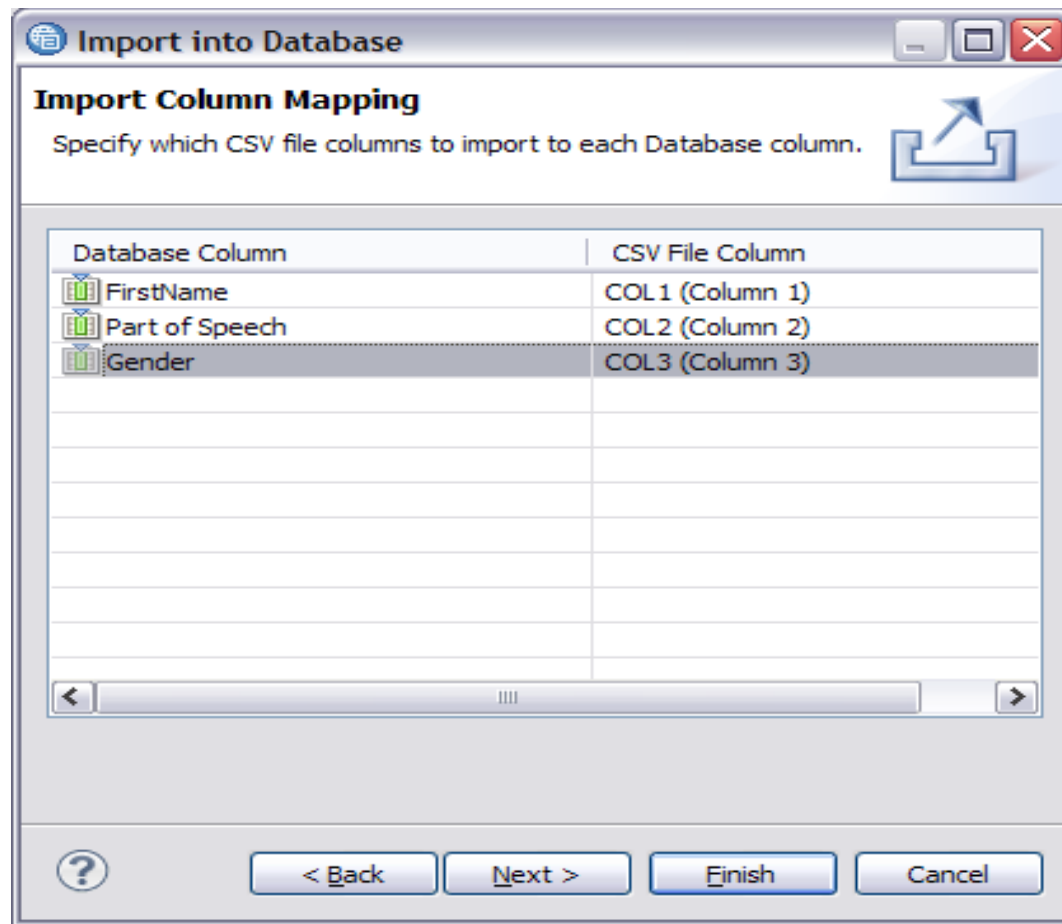 Import into Database
Import Column Mapping
Specify which CSV file columns to import to each Database column.
Database Column CSV File Column
FirstName COL1 (Column 1)
Part of Speech COL2 (Column 2)
Gender COL3 (Column 3)
? < Back Next > Finish Cancel